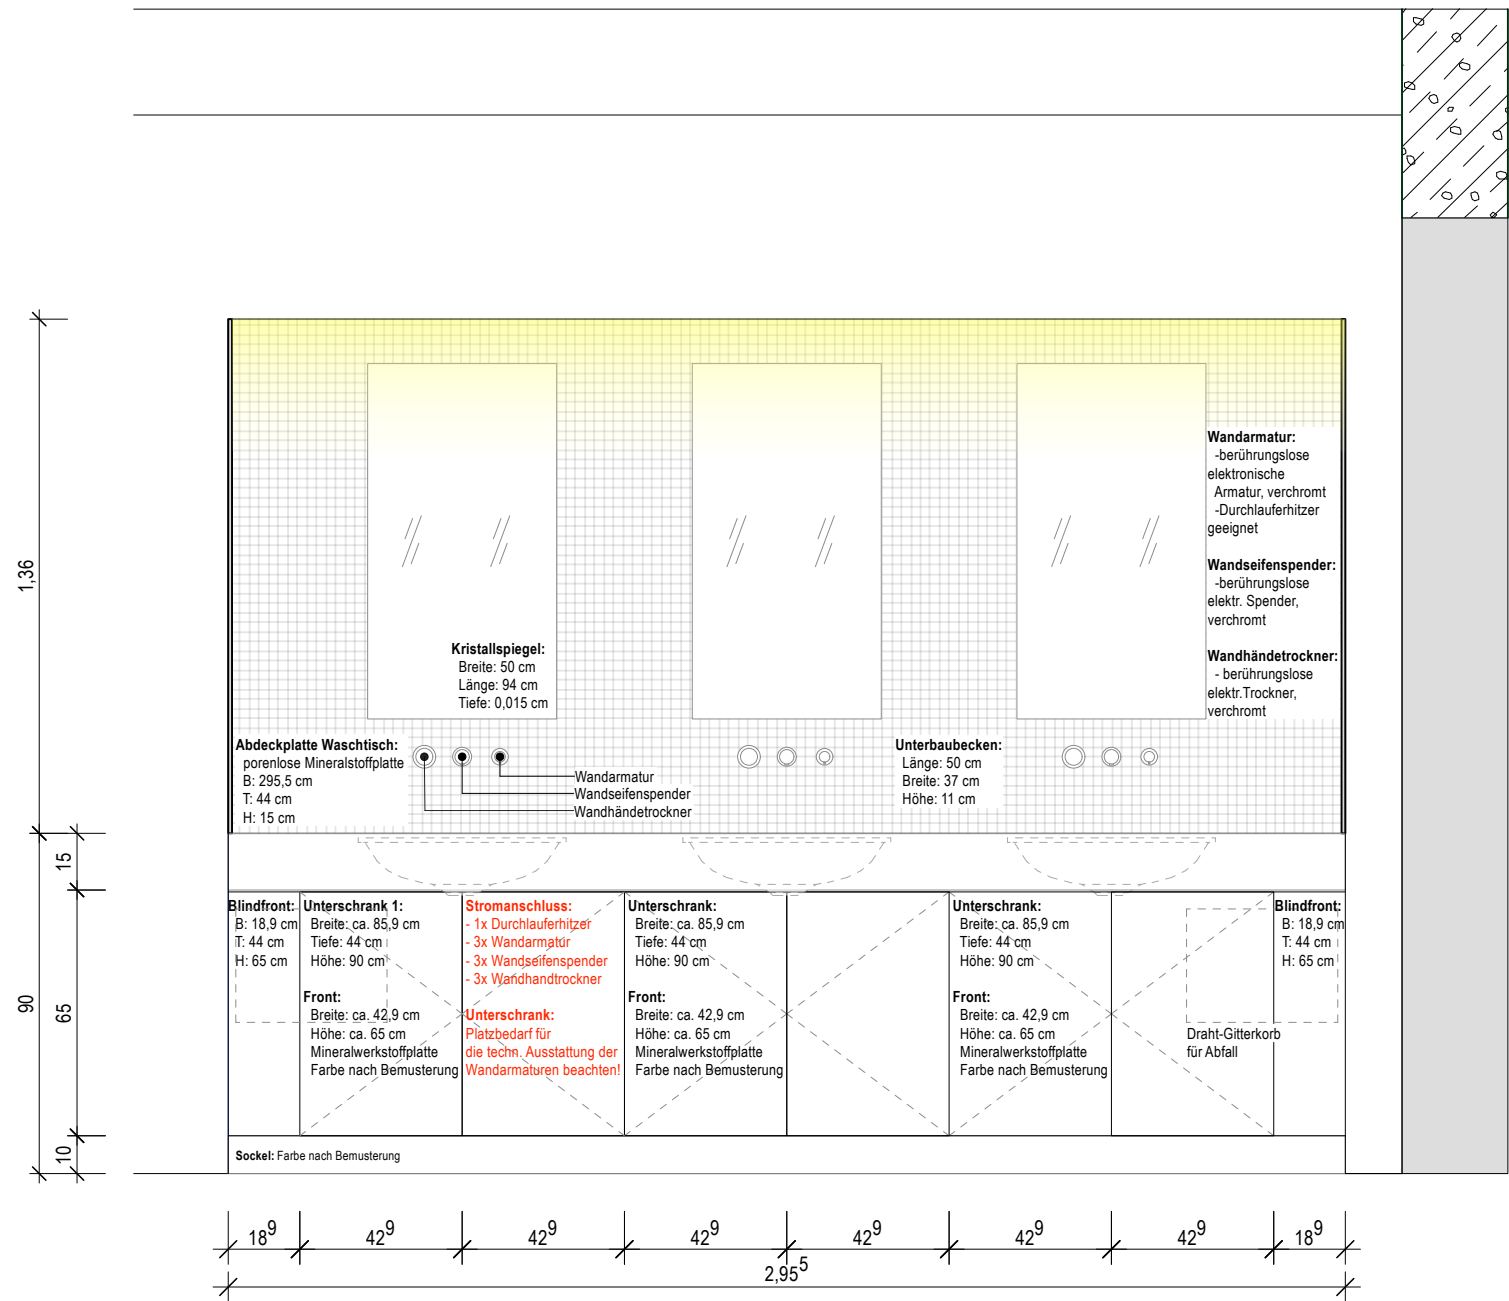 Wandarmatur:
-berührungslose
elektronische
Armatur, verchromt
-Durchlauferhitzer
geeignet
Wandseifenspender:
-berührungslose
elektr. Spender,
verchromt
Wandhändetrockner:
- berührungslose
elektr.Trockner,
verchromt
1,36
Kristallspiegel:
Breite: 50 cm
Länge: 94 cm
Tiefe: 0,015 cm
Abdeckplatte Waschtisch:
porenlose Mineralstoffplatte
B: 295,5 cm
T: 44 cm
H: 15 cm
Wandarmatur
Wandseifenspender
Wandhändetrockner
Unterbaubecken:
Länge: 50 cm
Breite: 37 cm
Höhe: 11 cm
15
90
65
10
Blindfront:
B: 18,9 cm
T: 44 cm
H: 65 cm
Unterschrank 1:
Breite: ca. 85,9 cm
Tiefe: 44 cm
Höhe: 90 cm
Front:
Breite: ca. 42,9 cm
Höhe: ca. 65 cm
Mineralwerkstoffplatte
Farbe nach Bemusterung
Stromanschluss:
- 1x Durchlauferhitzer
- 3x Wandarmatur
- 3x Wandseifenspender
- 3x Wandhandtrockner
Unterschrank:
Platzbedarf für
die techn. Ausstattung der
Wandarmaturen beachten!
Unterschrank:
Breite: ca. 85,9 cm
Tiefe: 44 cm
Höhe: 90 cm
Front:
Breite: ca. 42,9 cm
Höhe: ca. 65 cm
Mineralwerkstoffplatte
Farbe nach Bemusterung
Unterschrank:
Breite: ca. 85,9 cm
Tiefe: 44 cm
Höhe: 90 cm
Front:
Breite: ca. 42,9 cm
Höhe: ca. 65 cm
Mineralwerkstoffplatte
Farbe nach Bemusterung
Draht-Gitterkorb
für Abfall
Blindfront:
B: 18,9 cm
T: 44 cm
H: 65 cm
Sockel: Farbe nach Bemusterung
18⁹ 42⁹ 42⁹ 42⁹ 42⁹ 42⁹ 42⁹ 18⁹
2,95⁵